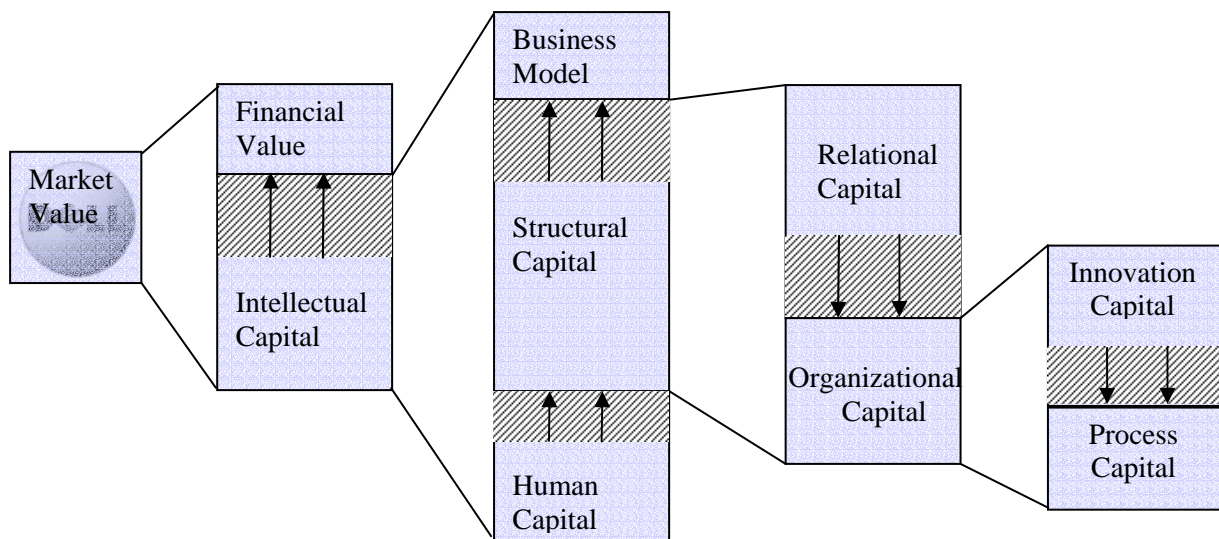 Market
Value
Financial
Value
Intellectual
Capital
Business
Model
Structural
Capital
Human
Capital
Relational
Capital
Organizational
Capital
Innovation
Capital
Process
Capital